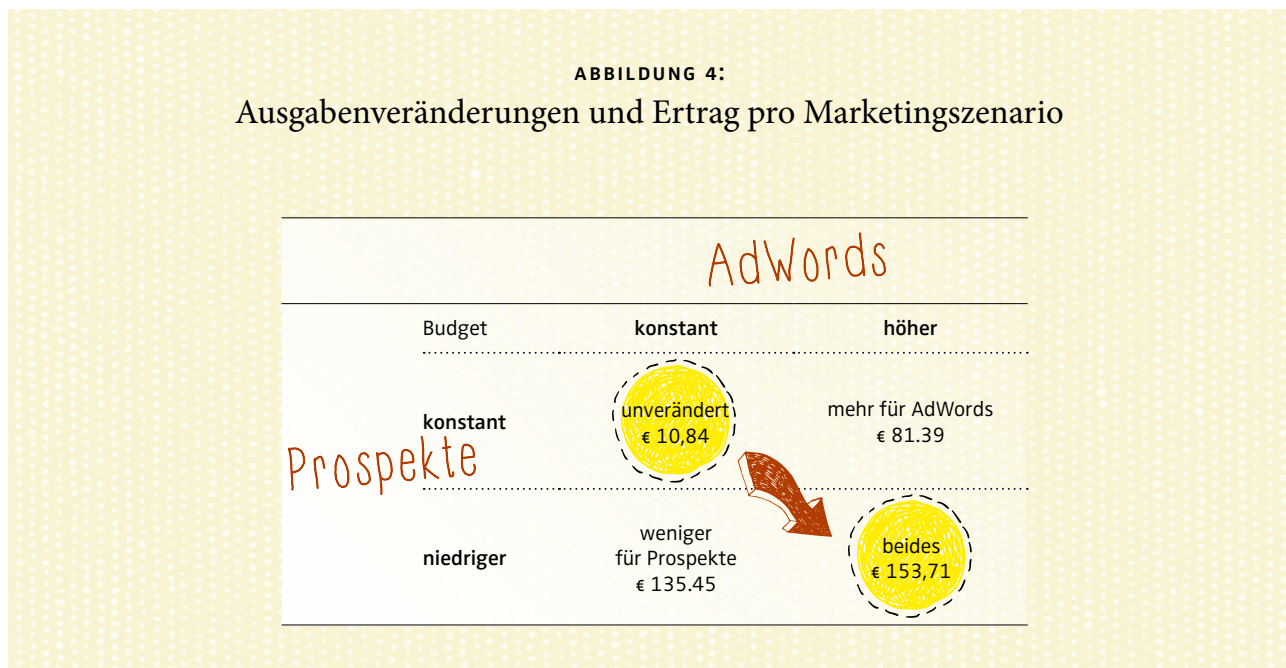 ABBILDUNG 4:
Ausgabenveränderungen und Ertrag pro Marketingszenario
AdWords
Budget konstant höher
konstant
unverändert
€ 10,84
mehr für AdWords
€ 81.39
Prospekte
niedriger
weniger
für Prospekte
€ 135.45
beides
€ 153,71